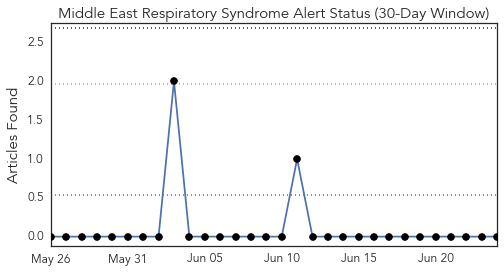 Middle East Respiratory Syndrome Alert Status (30-Day Window)
Articles Found
2.5
2.0
1.5
1.0
0.5
0.0
May 26
May 31
Jun 05
Jun 10
Jun 15
Jun 20